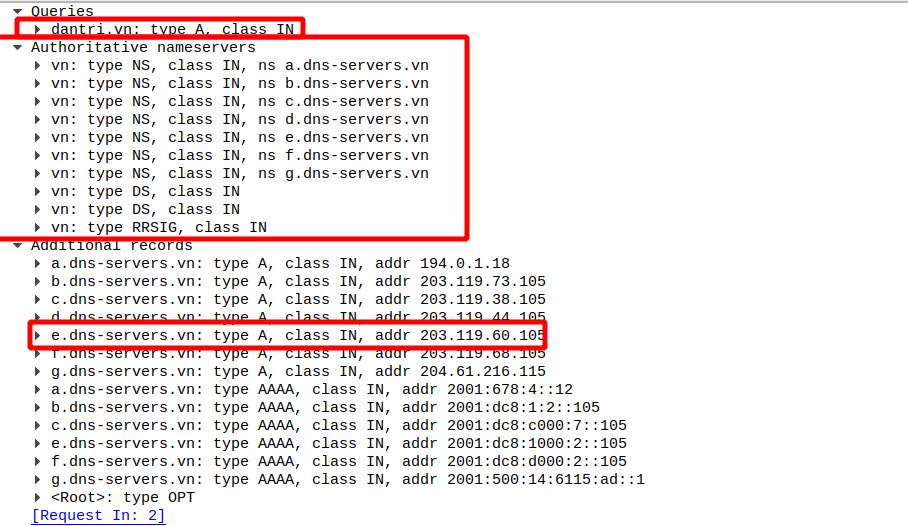 Queries
dantri.vn: type A, class IN
Authoritative nameservers
vn: type NS, class IN, ns a.dns-servers.vn
vn: type NS, class IN, ns b.dns-servers.vn
vn: type NS, class IN, ns c.dns-servers.vn
vn: type NS, class IN, ns d.dns-servers.vn
vn: type NS, class IN, ns e.dns-servers.vn
vn: type NS, class IN, ns f.dns-servers.vn
vn: type NS, class IN, ns g.dns-servers.vn
vn: type DS, class IN
vn: type DS, class IN
vn: type RRSIG, class IN
Additional records
a.dns-servers.vn: type A, class IN, addr 194.0.1.18
b.dns-servers.vn: type A, class IN, addr 203.119.73.105
c.dns-servers.vn: type A, class IN, addr 203.119.38.105
d.dns-servers.vn: type A, class IN, addr 203.119.44.105
e.dns-servers.vn: type A, class IN, addr 203.119.60.105
f.dns-servers.vn: type A, class IN, addr 203.119.68.105
g.dns-servers.vn: type A, class IN, addr 204.61.216.115
a.dns-servers.vn: type AAAA, class IN, addr 2001:678:4::12
b.dns-servers.vn: type AAAA, class IN, addr 2001:dc8:1:2::105
c.dns-servers.vn: type AAAA, class IN, addr 2001:dc8:c000:7::105
e.dns-servers.vn: type AAAA, class IN, addr 2001:dc8:1000:2::105
f.dns-servers.vn: type AAAA, class IN, addr 2001:dc8:d000:2::105
g.dns-servers.vn: type AAAA, class IN, addr 2001:500:14:6115:ad::1
<Root>: type OPT
[Request In: 2]